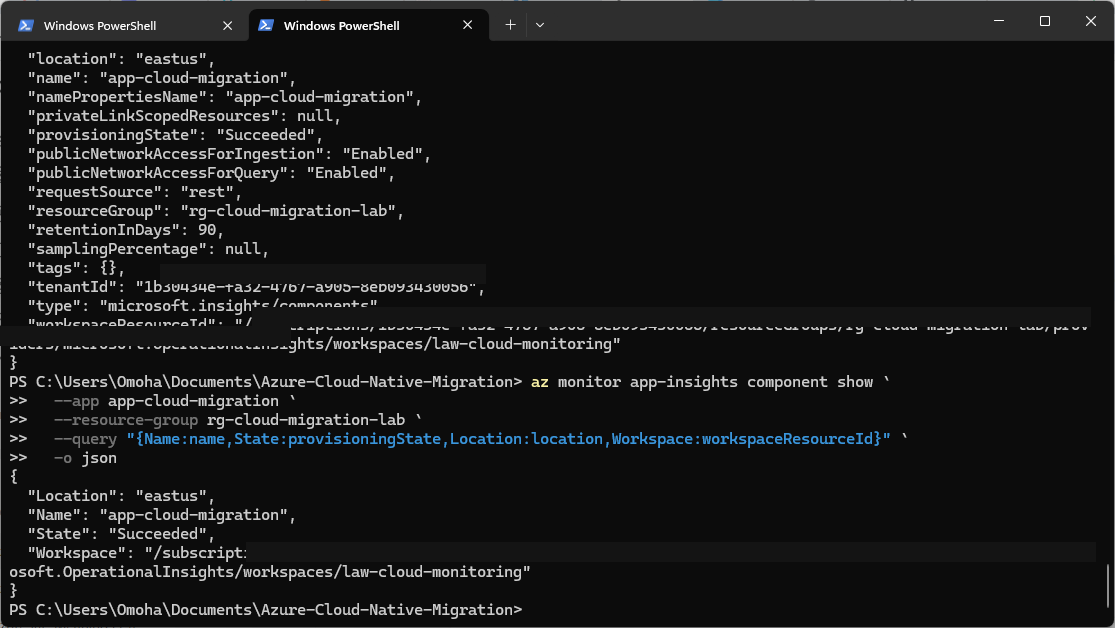 Windows PowerShell
Windows PowerShell
"location": "eastus",
"name": "app-cloud-migration",
"namePropertiesName": "app-cloud-migration",
"privateLinkScopedResources": null,
"provisioningState": "Succeeded",
"publicNetworkAccessForIngestion": "Enabled",
"publicNetworkAccessForQuery": "Enabled",
"requestSource": "rest",
"resourceGroup": "rg-cloud-migration-lab",
"retentionInDays": 90,
"samplingPercentage": null,
"tags": {},
"tenantId":
"type": "microsoft.insights/components"
"workspaceResourceId": "/
/workspaces/law-cloud-monitoring"
}
PS C:\Users\Omoha\Documents\Azure-Cloud-Native-Migration> az monitor app-insights component show `
>>   --app app-cloud-migration `
>>   --resource-group rg-cloud-migration-lab `
>>   --query "{Name:name,State:provisioningState,Location:location,Workspace:workspaceResourceId}" `
>>   -o json
{
"Location": "eastus",
"Name": "app-cloud-migration",
"State": "Succeeded",
"Workspace": "/subscript
osoft.OperationalInsights/workspaces/law-cloud-monitoring"
}
PS C:\Users\Omoha\Documents\Azure-Cloud-Native-Migration>